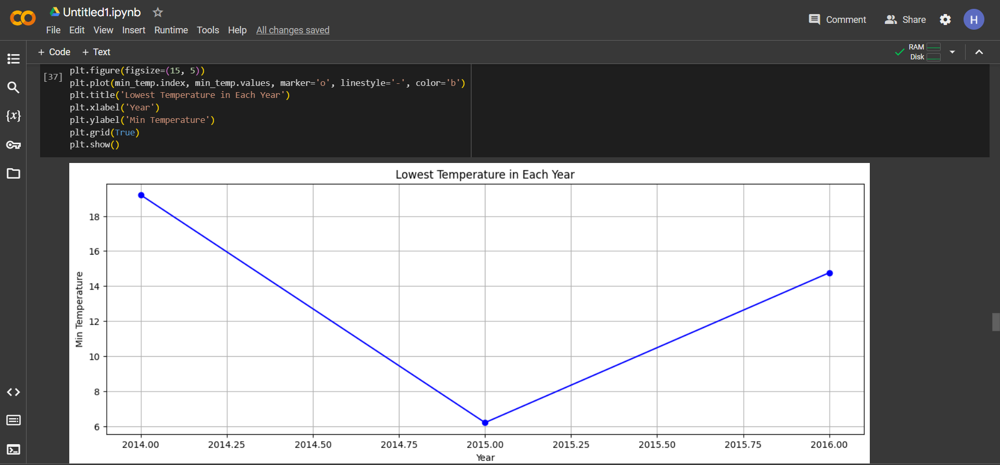 Untitled1.ipynb
File Edit View Insert Runtime Tools Help All changes saved
Comment Share H
+ Code + Text
RAM
Disk
[37]
plt.figure(figsize=(15, 5))
plt.plot(min_temp.index, min_temp.values, marker='o', linestyle='-', color='b')
plt.title('Lowest Temperature in Each Year')
plt.xlabel('Year')
plt.ylabel('Min Temperature')
plt.grid(True)
plt.show()
{x}
Lowest Temperature in Each Year
Min Temperature
18
16
14
12
10
8
6
2014.00 2014.25 2014.50 2014.75 2015.00 2015.25 2015.50 2015.75 2016.00
Year